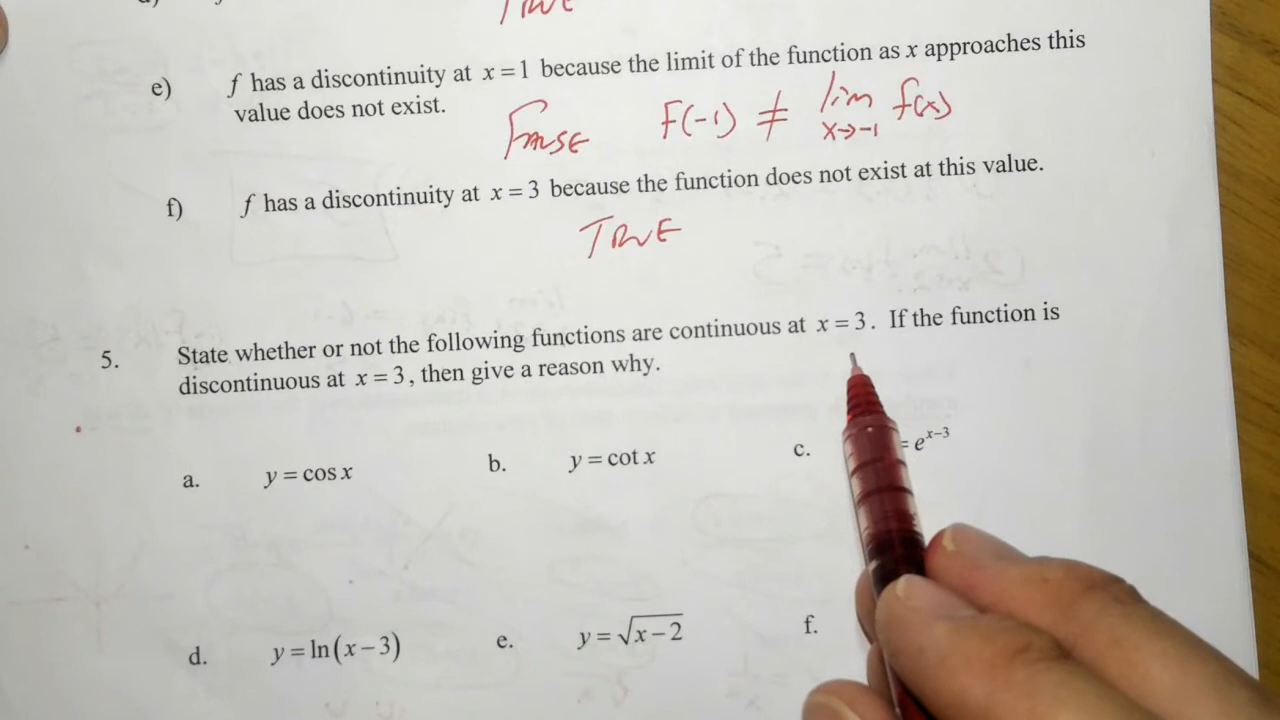 TRUE
e) f has a discontinuity at x = 1 because the limit of the function as x approaches this
value does not exist.
FALSE F(-1) ≠ lim f(x)
x→-1
f) f has a discontinuity at x = 3 because the function does not exist at this value.
TRUE
5. State whether or not the following functions are continuous at x = 3. If the function is
discontinuous at x = 3, then give a reason why.
a. y = cos x b. y = cot x c. = e^{x-3}
d. y = ln(x − 3) e. y = √(x − 2) f.